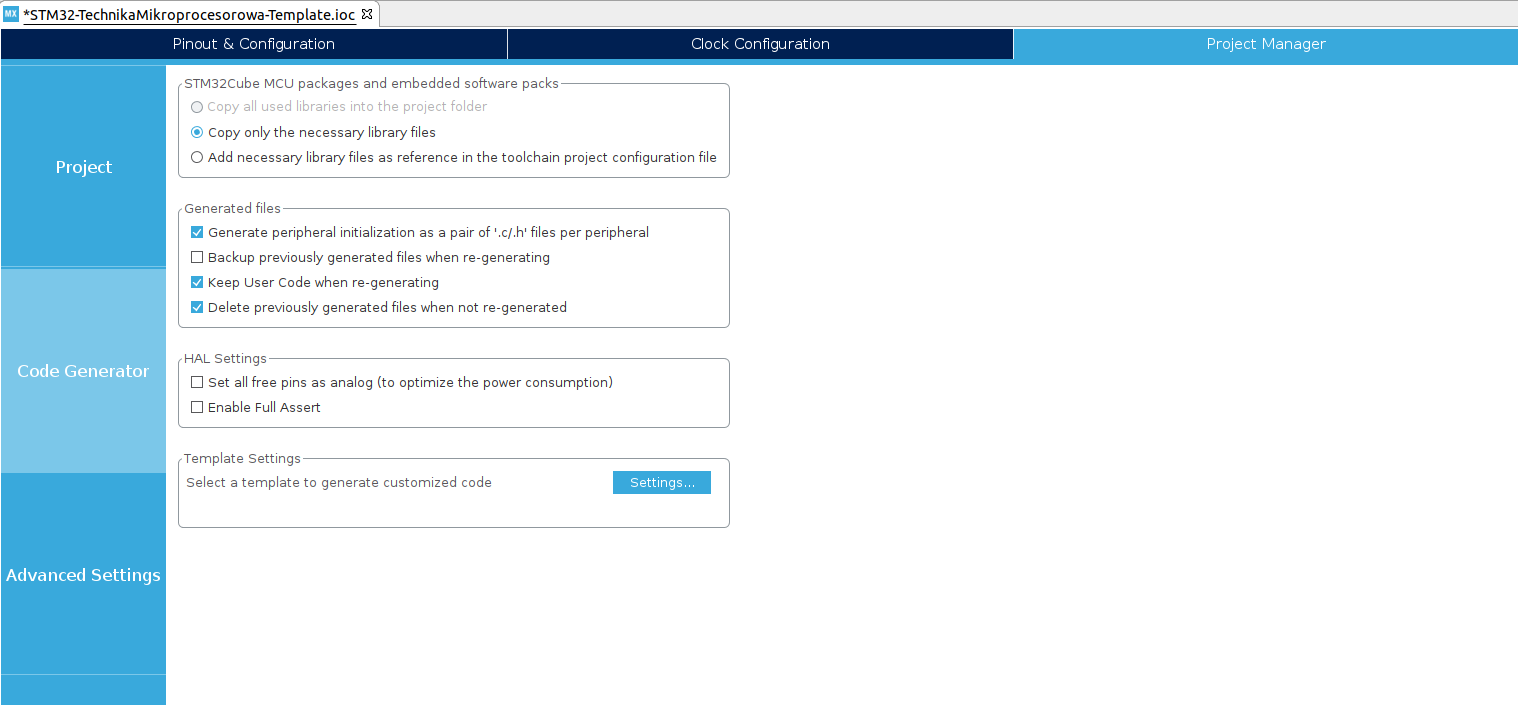 MX *STM32-TechnikaMikroprocesorowa-Template.ioc
Pinout & Configuration
Clock Configuration
Project Manager
Project
Code Generator
Advanced Settings
STM32Cube MCU packages and embedded software packs
Copy all used libraries into the project folder
Copy only the necessary library files
Add necessary library files as reference in the toolchain project configuration file
Generated files
Generate peripheral initialization as a pair of '.c/.h' files per peripheral
Backup previously generated files when re-generating
Keep User Code when re-generating
Delete previously generated files when not re-generated
HAL Settings
Set all free pins as analog (to optimize the power consumption)
Enable Full Assert
Template Settings
Select a template to generate customized code
Settings...